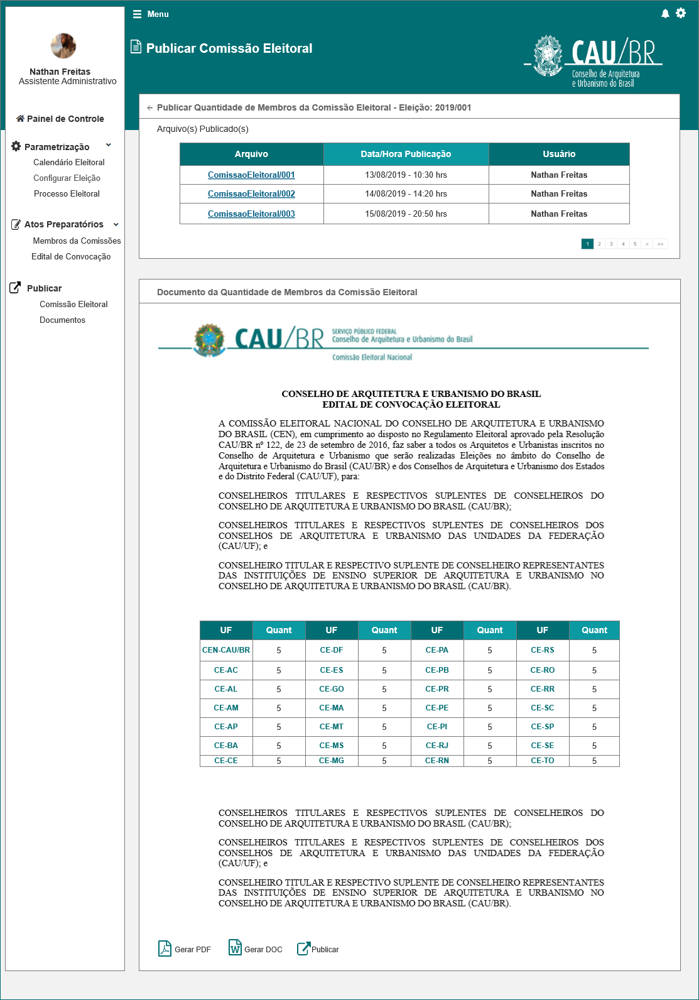 Menu
Publicar Comissão Eleitoral
CAU/BR
Conselho de Arquitetura
e Urbanismo do Brasil
Nathan Freitas
Assistente Administrativo
Painel de Controle
Parametrização
Calendário Eleitoral
Configurar Eleição
Processo Eleitoral
Atos Preparatórios
Membros da Comissões
Edital de Convocação
Publicar
Comissão Eleitoral
Documentos
Publicar Quantidade de Membros da Comissão Eleitoral - Eleição: 2019/001
Arquivo(s) Publicado(s)
Arquivo Data/Hora Publicação Usuário
ComissaoEleitoral/001 13/08/2019 - 10:30 hrs Nathan Freitas
ComissaoEleitoral/002 14/08/2019 - 14:20 hrs Nathan Freitas
ComissaoEleitoral/003 15/08/2019 - 20:50 hrs Nathan Freitas
1 2 3 4 5 > >>
Documento da Quantidade de Membros da Comissão Eleitoral
CAU/BR
SERVIÇO PÚBLICO FEDERAL
Conselho de Arquitetura e Urbanismo do Brasil
Comissão Eleitoral Nacional
CONSELHO DE ARQUITETURA E URBANISMO DO BRASIL
EDITAL DE CONVOCAÇÃO ELEITORAL
A COMISSÃO ELEITORAL NACIONAL DO CONSELHO DE ARQUITETURA E URBANISMO
DO BRASIL (CEN), em cumprimento ao disposto no Regulamento Eleitoral aprovado pela Resolução
CAU/BR nº 122, de 23 de setembro de 2016, faz saber a todos os Arquitetos e Urbanistas inscritos no
Conselho de Arquitetura e Urbanismo que serão realizadas Eleições no âmbito do Conselho de
Arquitetura e Urbanismo do Brasil (CAU/BR) e dos Conselhos de Arquitetura e Urbanismo dos Estados
e do Distrito Federal (CAU/UF), para:
CONSELHEIROS TITULARES E RESPECTIVOS SUPLENTES DE CONSELHEIROS DO
CONSELHO DE ARQUITETURA E URBANISMO DO BRASIL (CAU/BR);
CONSELHEIROS TITULARES E RESPECTIVOS SUPLENTES DE CONSELHEIROS DOS
CONSELHOS DE ARQUITETURA E URBANISMO DAS UNIDADES DA FEDERAÇÃO
(CAU/UF); e
CONSELHEIRO TITULAR E RESPECTIVO SUPLENTE DE CONSELHEIRO REPRESENTANTES
DAS INSTITUIÇÕES DE ENSINO SUPERIOR DE ARQUITETURA E URBANISMO NO
CONSELHO DE ARQUITETURA E URBANISMO DO BRASIL (CAU/BR).
UF Quant UF Quant UF Quant UF Quant
CEN-CAU/BR 5 CE-DF 5 CE-PA 5 CE-RS 5
CE-AC 5 CE-ES 5 CE-PB 5 CE-RO 5
CE-AL 5 CE-GO 5 CE-PR 5 CE-RR 5
CE-AM 5 CE-MA 5 CE-PE 5 CE-SC 5
CE-AP 5 CE-MT 5 CE-PI 5 CE-SP 5
CE-BA 5 CE-MS 5 CE-RJ 5 CE-SE 5
CE-CE 5 CE-MG 5 CE-RN 5 CE-TO 5
CONSELHEIROS TITULARES E RESPECTIVOS SUPLENTES DE CONSELHEIROS DO
CONSELHO DE ARQUITETURA E URBANISMO DO BRASIL (CAU/BR);
CONSELHEIROS TITULARES E RESPECTIVOS SUPLENTES DE CONSELHEIROS DOS
CONSELHOS DE ARQUITETURA E URBANISMO DAS UNIDADES DA FEDERAÇÃO
(CAU/UF); e
CONSELHEIRO TITULAR E RESPECTIVO SUPLENTE DE CONSELHEIRO REPRESENTANTES
DAS INSTITUIÇÕES DE ENSINO SUPERIOR DE ARQUITETURA E URBANISMO NO
CONSELHO DE ARQUITETURA E URBANISMO DO BRASIL (CAU/BR).
Gerar PDF W Gerar DOC Publicar